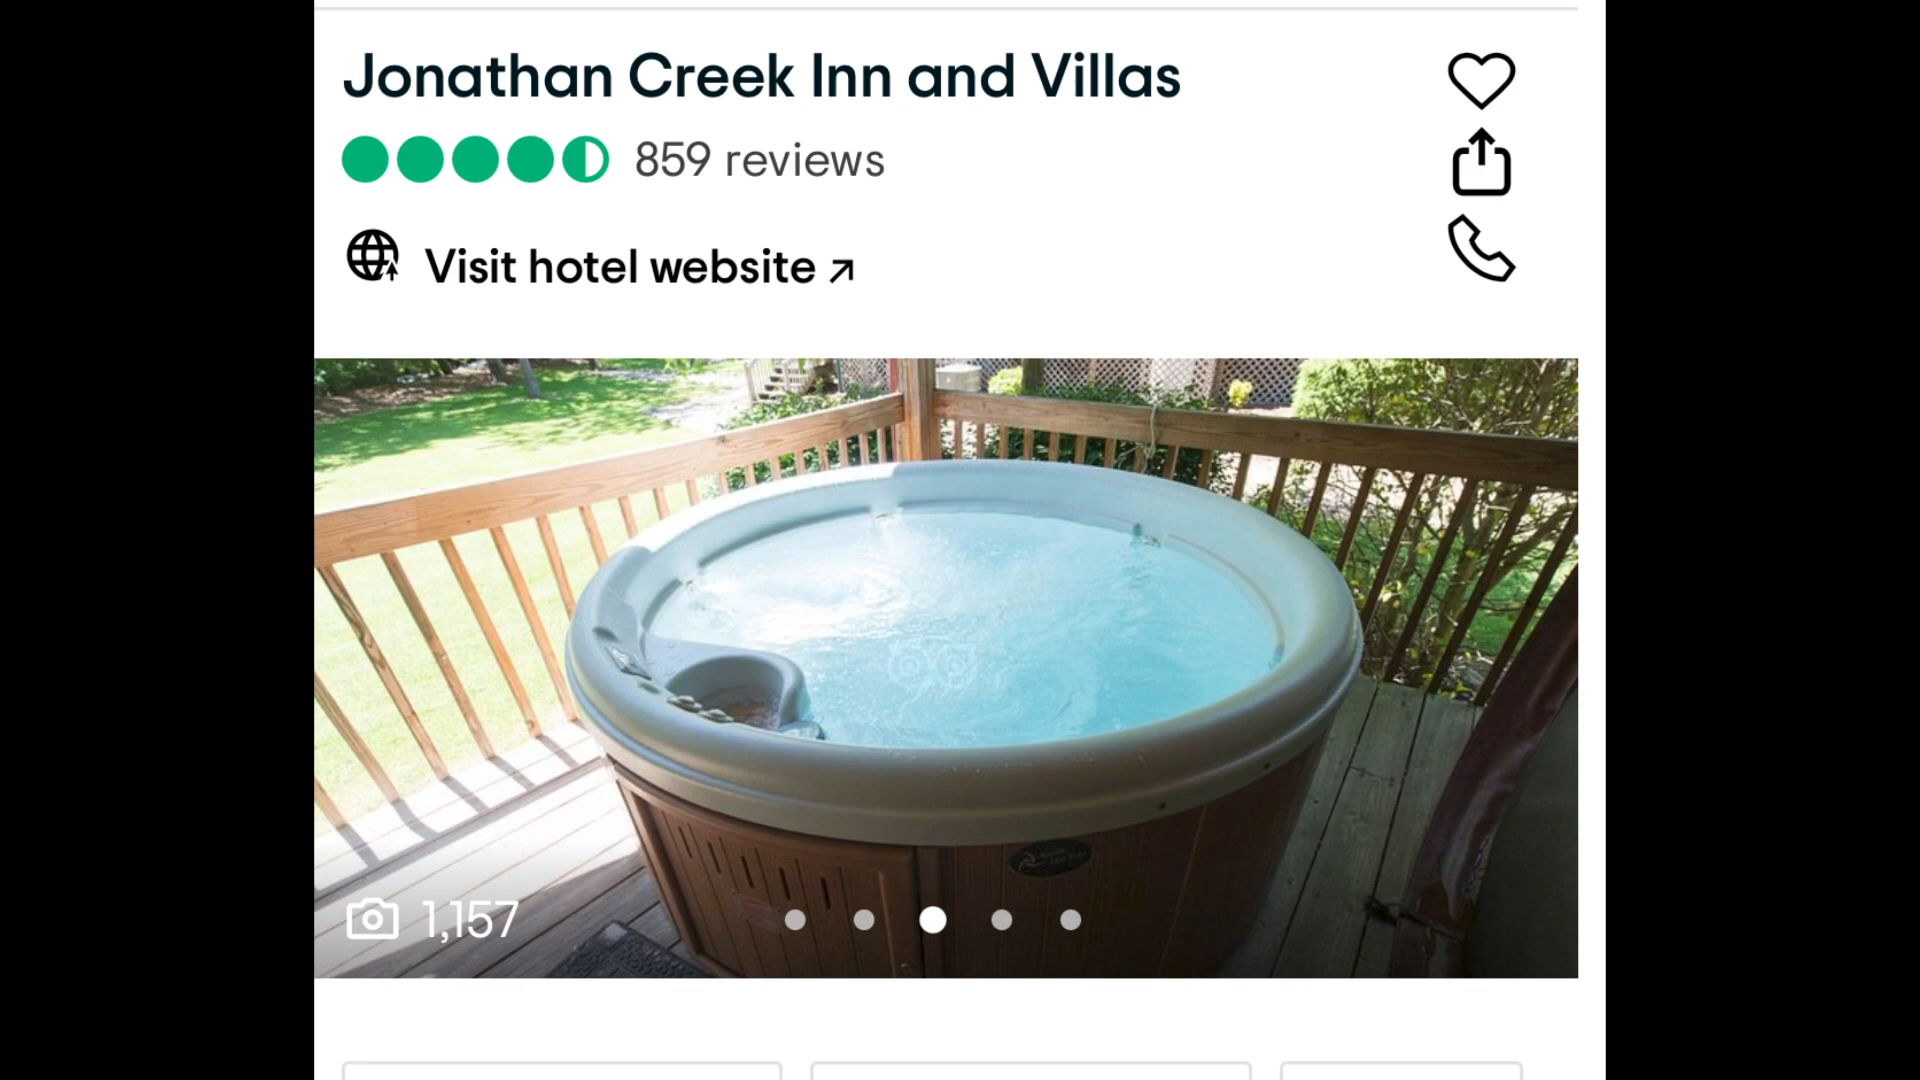 Jonathan Creek Inn and Villas
859 reviews
Visit hotel website ↗
1,157